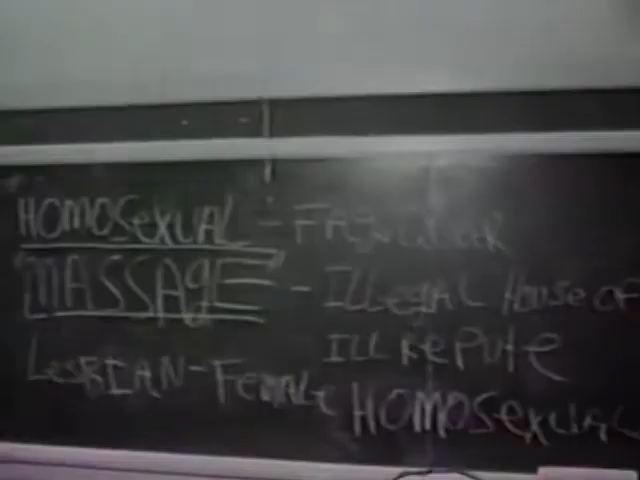 HOMOSEXUAL -
"MASSAGE" - ILLEGAL HOUSE OF
ILL REPUTE
LESBIAN - FEMALE HOMOSEXUAL